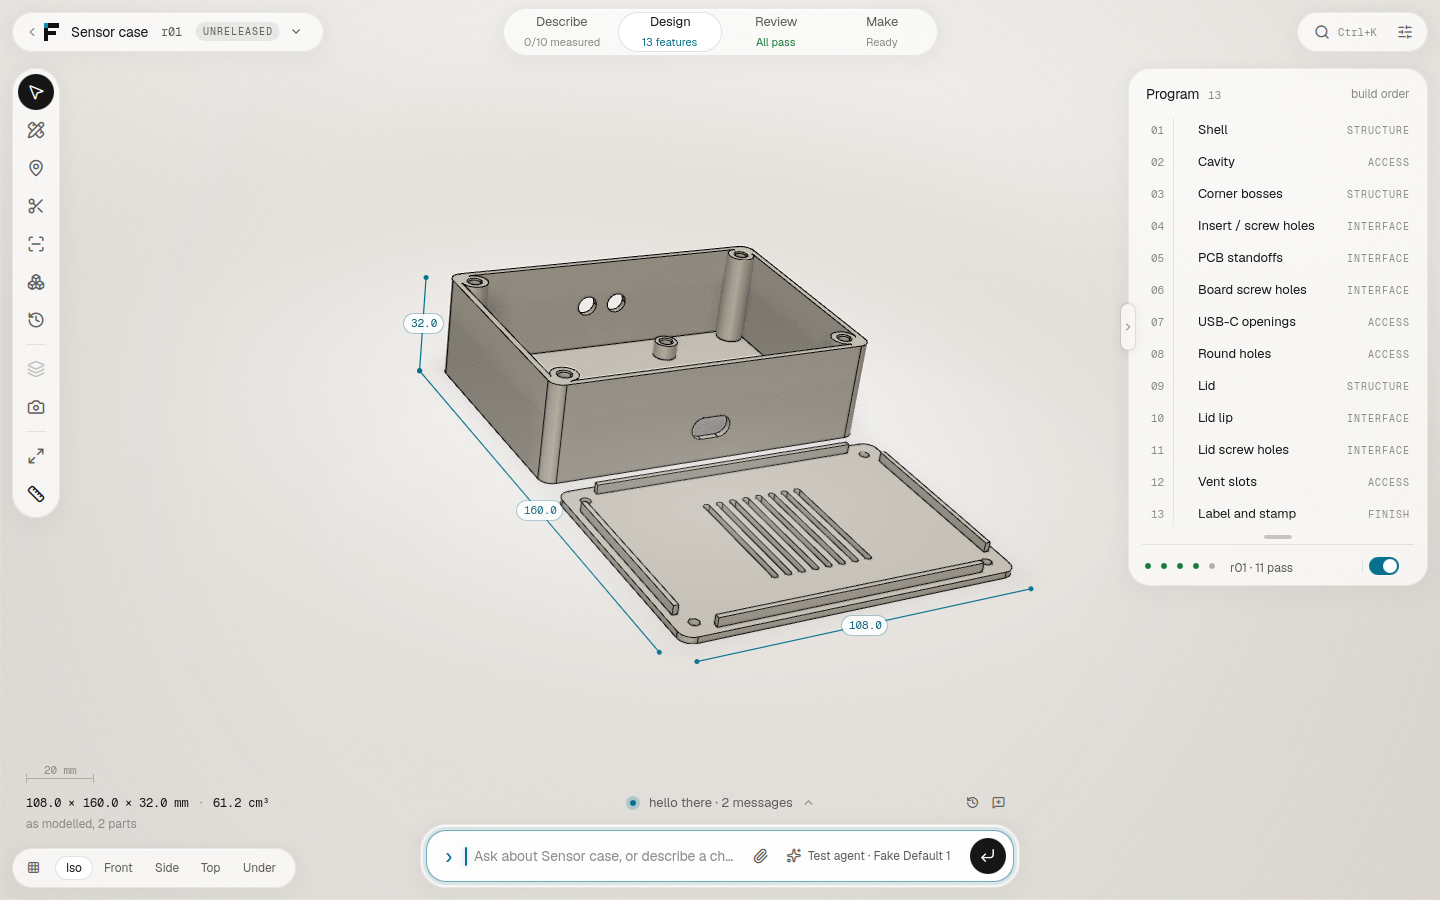 Sensor case r01 UNRELEASED
Describe
0/10 measured
Design
13 features
Review
All pass
Make
Ready
Ctrl+K
Program 13 build order
01 Shell STRUCTURE
02 Cavity ACCESS
03 Corner bosses STRUCTURE
04 Insert / screw holes INTERFACE
05 PCB standoffs INTERFACE
06 Board screw holes INTERFACE
07 USB-C openings ACCESS
08 Round holes ACCESS
09 Lid STRUCTURE
10 Lid lip INTERFACE
11 Lid screw holes INTERFACE
12 Vent slots ACCESS
13 Label and stamp FINISH
r01 · 11 pass
32.0
160.0
108.0
20 mm
108.0 × 160.0 × 32.0 mm · 61.2 cm³
as modelled, 2 parts
Iso Front Side Top Under
hello there · 2 messages
Ask about Sensor case, or describe a ch…
Test agent · Fake Default 1